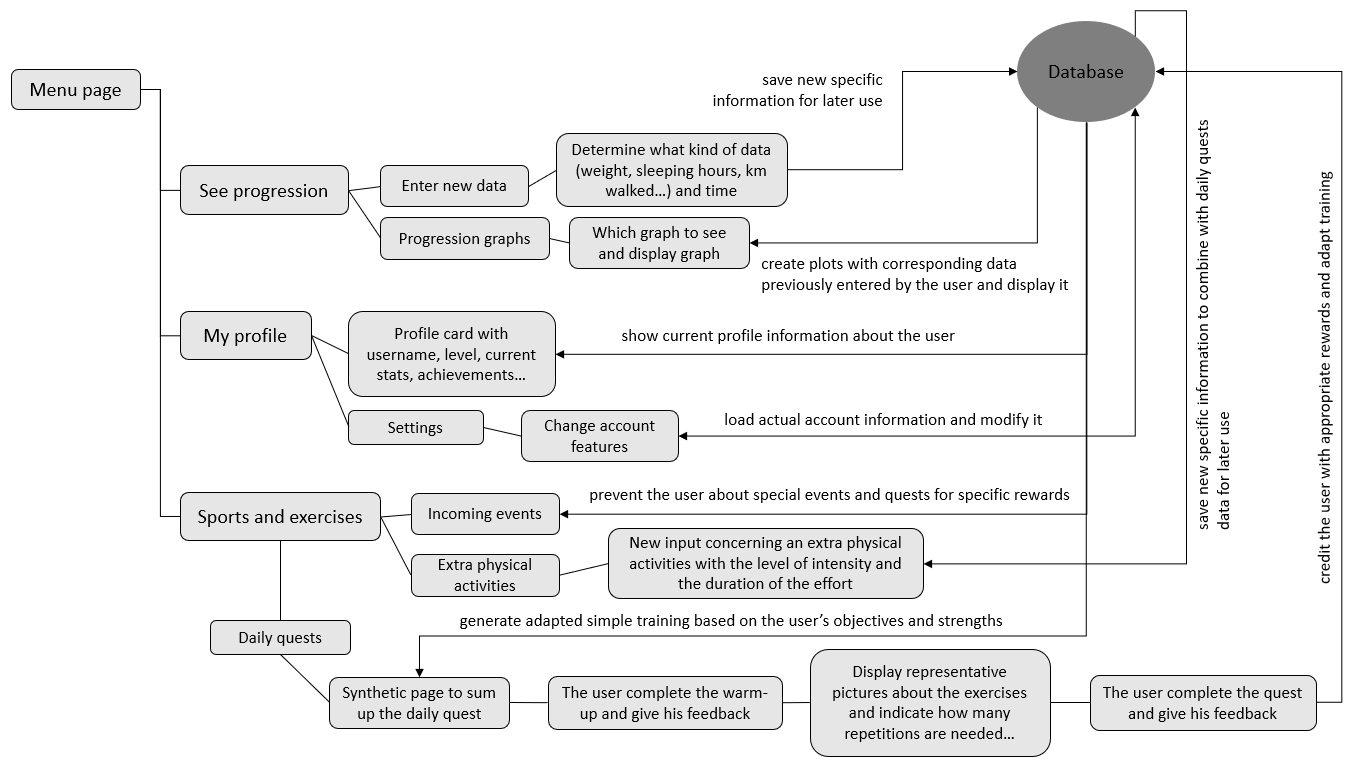 Database
Menu page
save new specific
information for later use
Determine what kind of data
(weight, sleeping hours, km
walked…) and time
See progression
Enter new data
Progression graphs
Which graph to see
and display graph
create plots with corresponding data
previously entered by the user and display it
My profile
Profile card with
username, level, current
stats, achievements…
show current profile information about the user
Settings
Change account
features
load actual account information and modify it
save new specific information to combine with daily quests
data for later use
credit the user with appropriate rewards and adapt training
Sports and exercises
Incoming events
prevent the user about special events and quests for specific rewards
Extra physical
activities
New input concerning an extra physical
activities with the level of intensity and
the duration of the effort
generate adapted simple training based on the user’s objectives and strengths
Daily quests
Synthetic page to sum
up the daily quest
The user complete the warm-
up and give his feedback
Display representative
pictures about the exercises
and indicate how many
repetitions are needed…
The user complete the quest
and give his feedback